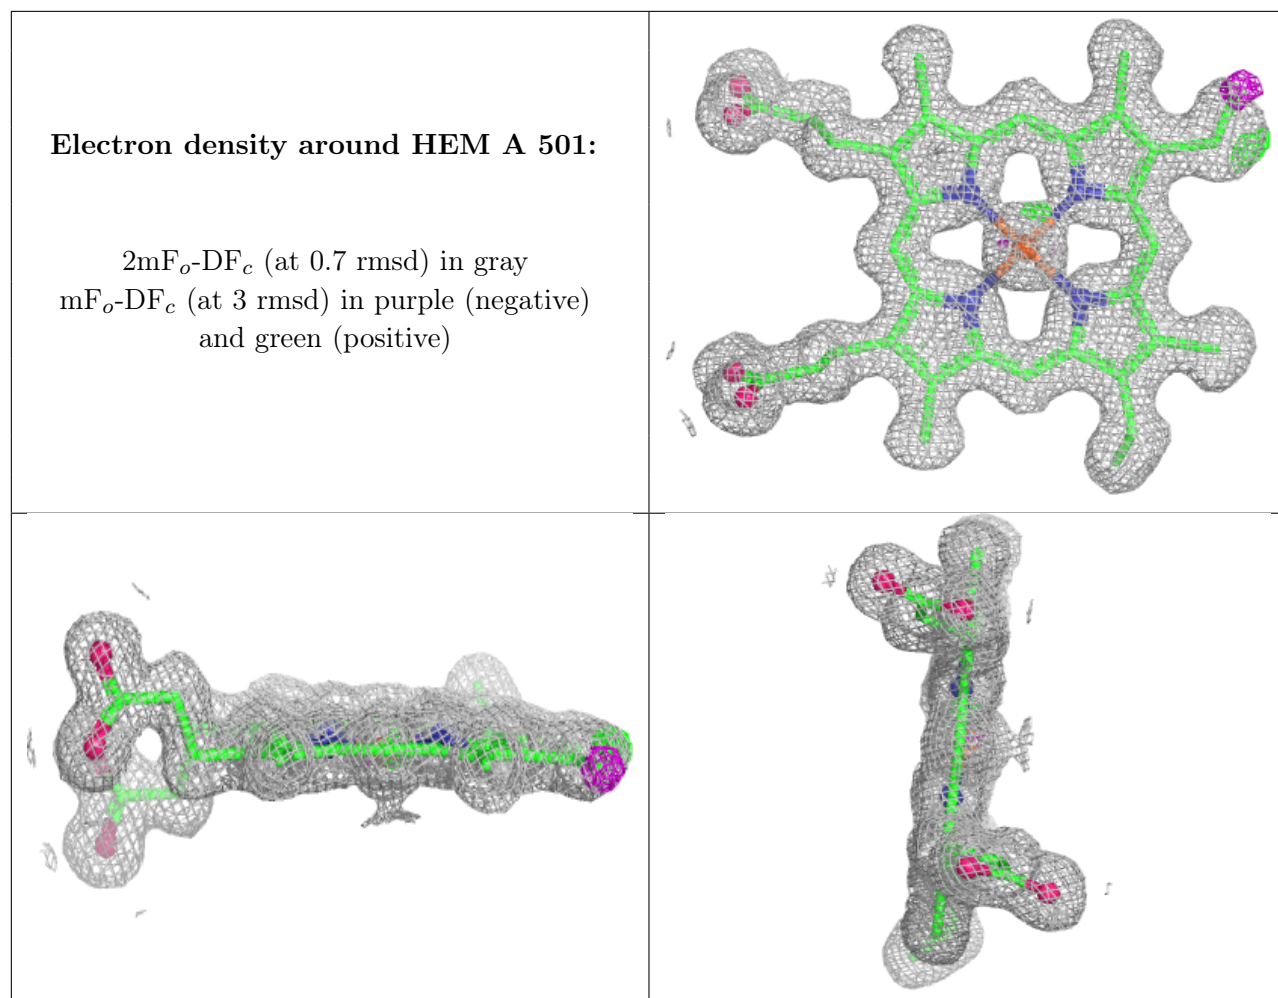 Electron density around HEM A 501:
2mFo-DFc (at 0.7 rmsd) in gray
mFo-DFc (at 3 rmsd) in purple (negative)
and green (positive)